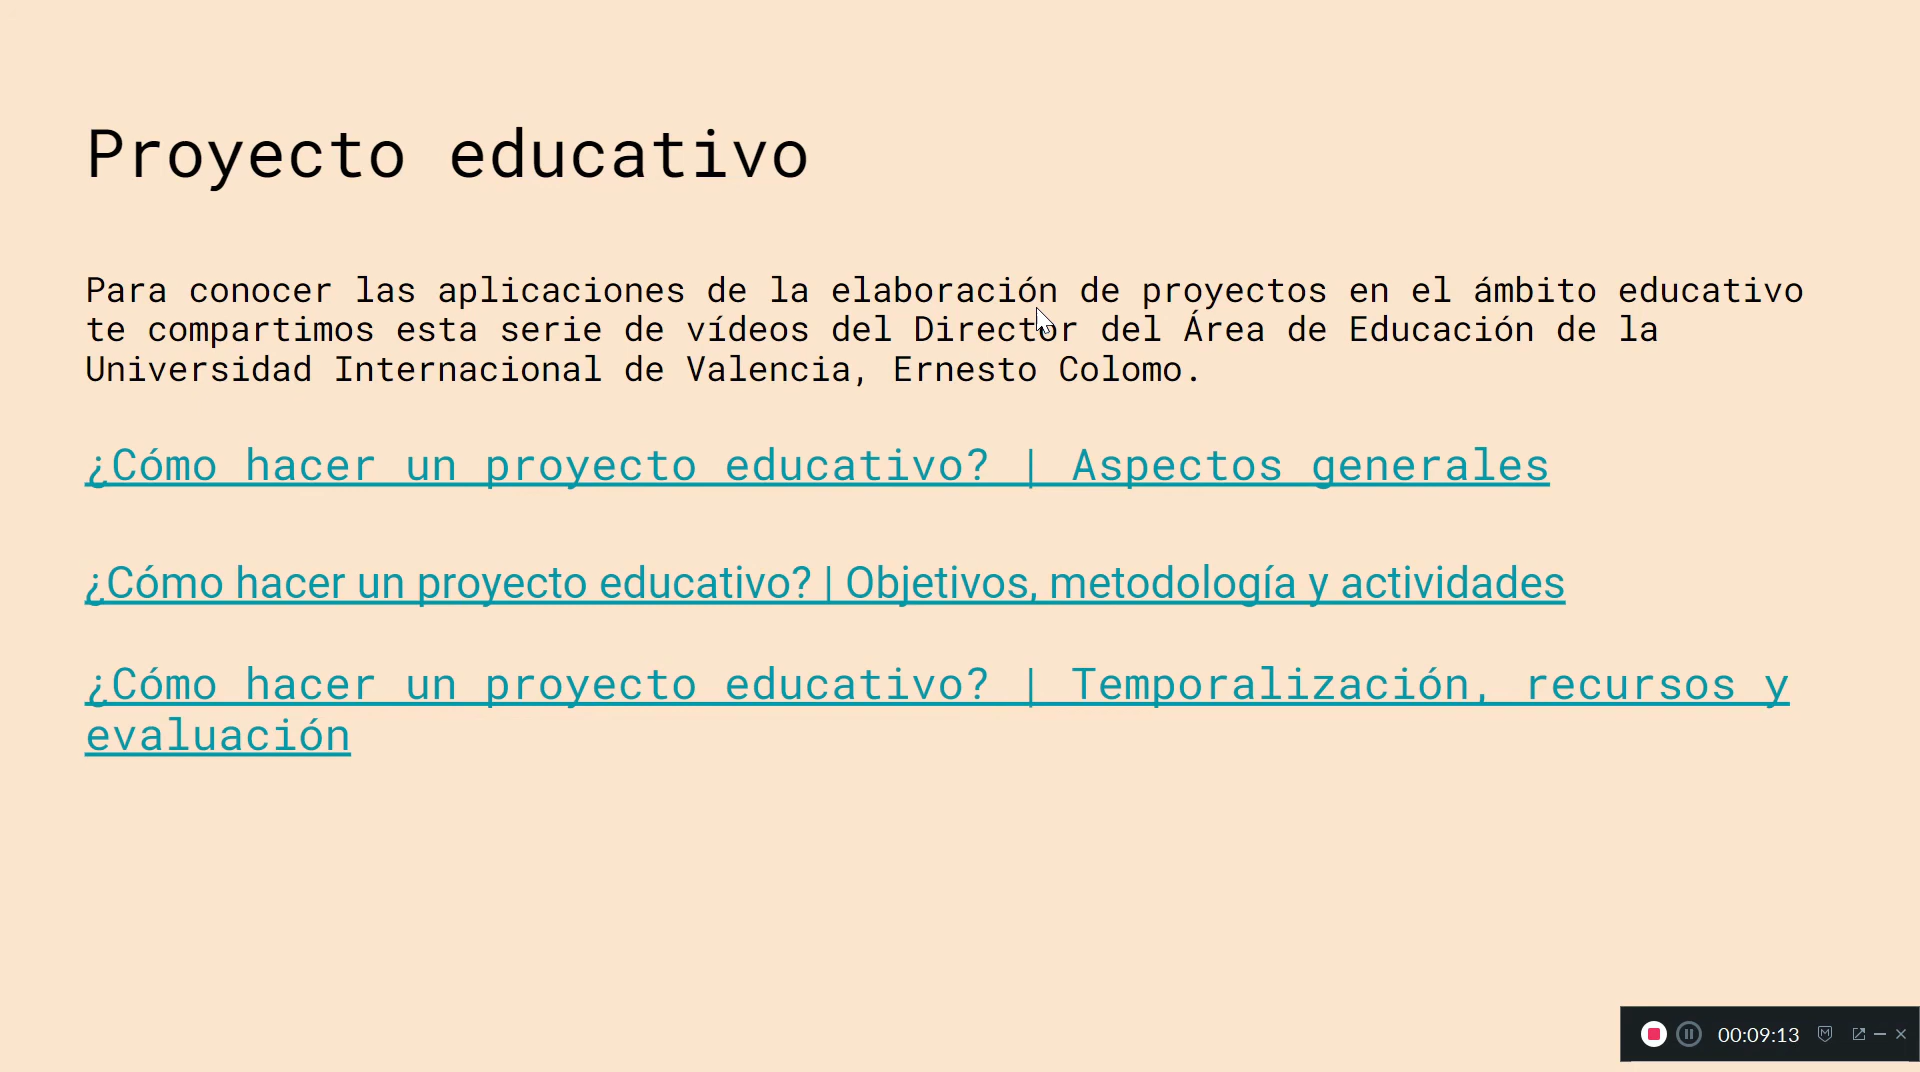 Proyecto educativo
Para conocer las aplicaciones de la elaboración de proyectos en el ámbito educativo
te compartimos esta serie de vídeos del Director del Área de Educación de la
Universidad Internacional de Valencia, Ernesto Colomo.
¿Cómo hacer un proyecto educativo? | Aspectos generales
¿Cómo hacer un proyecto educativo? | Objetivos, metodología y actividades
¿Cómo hacer un proyecto educativo? | Temporalización, recursos y
evaluación
00:09:13